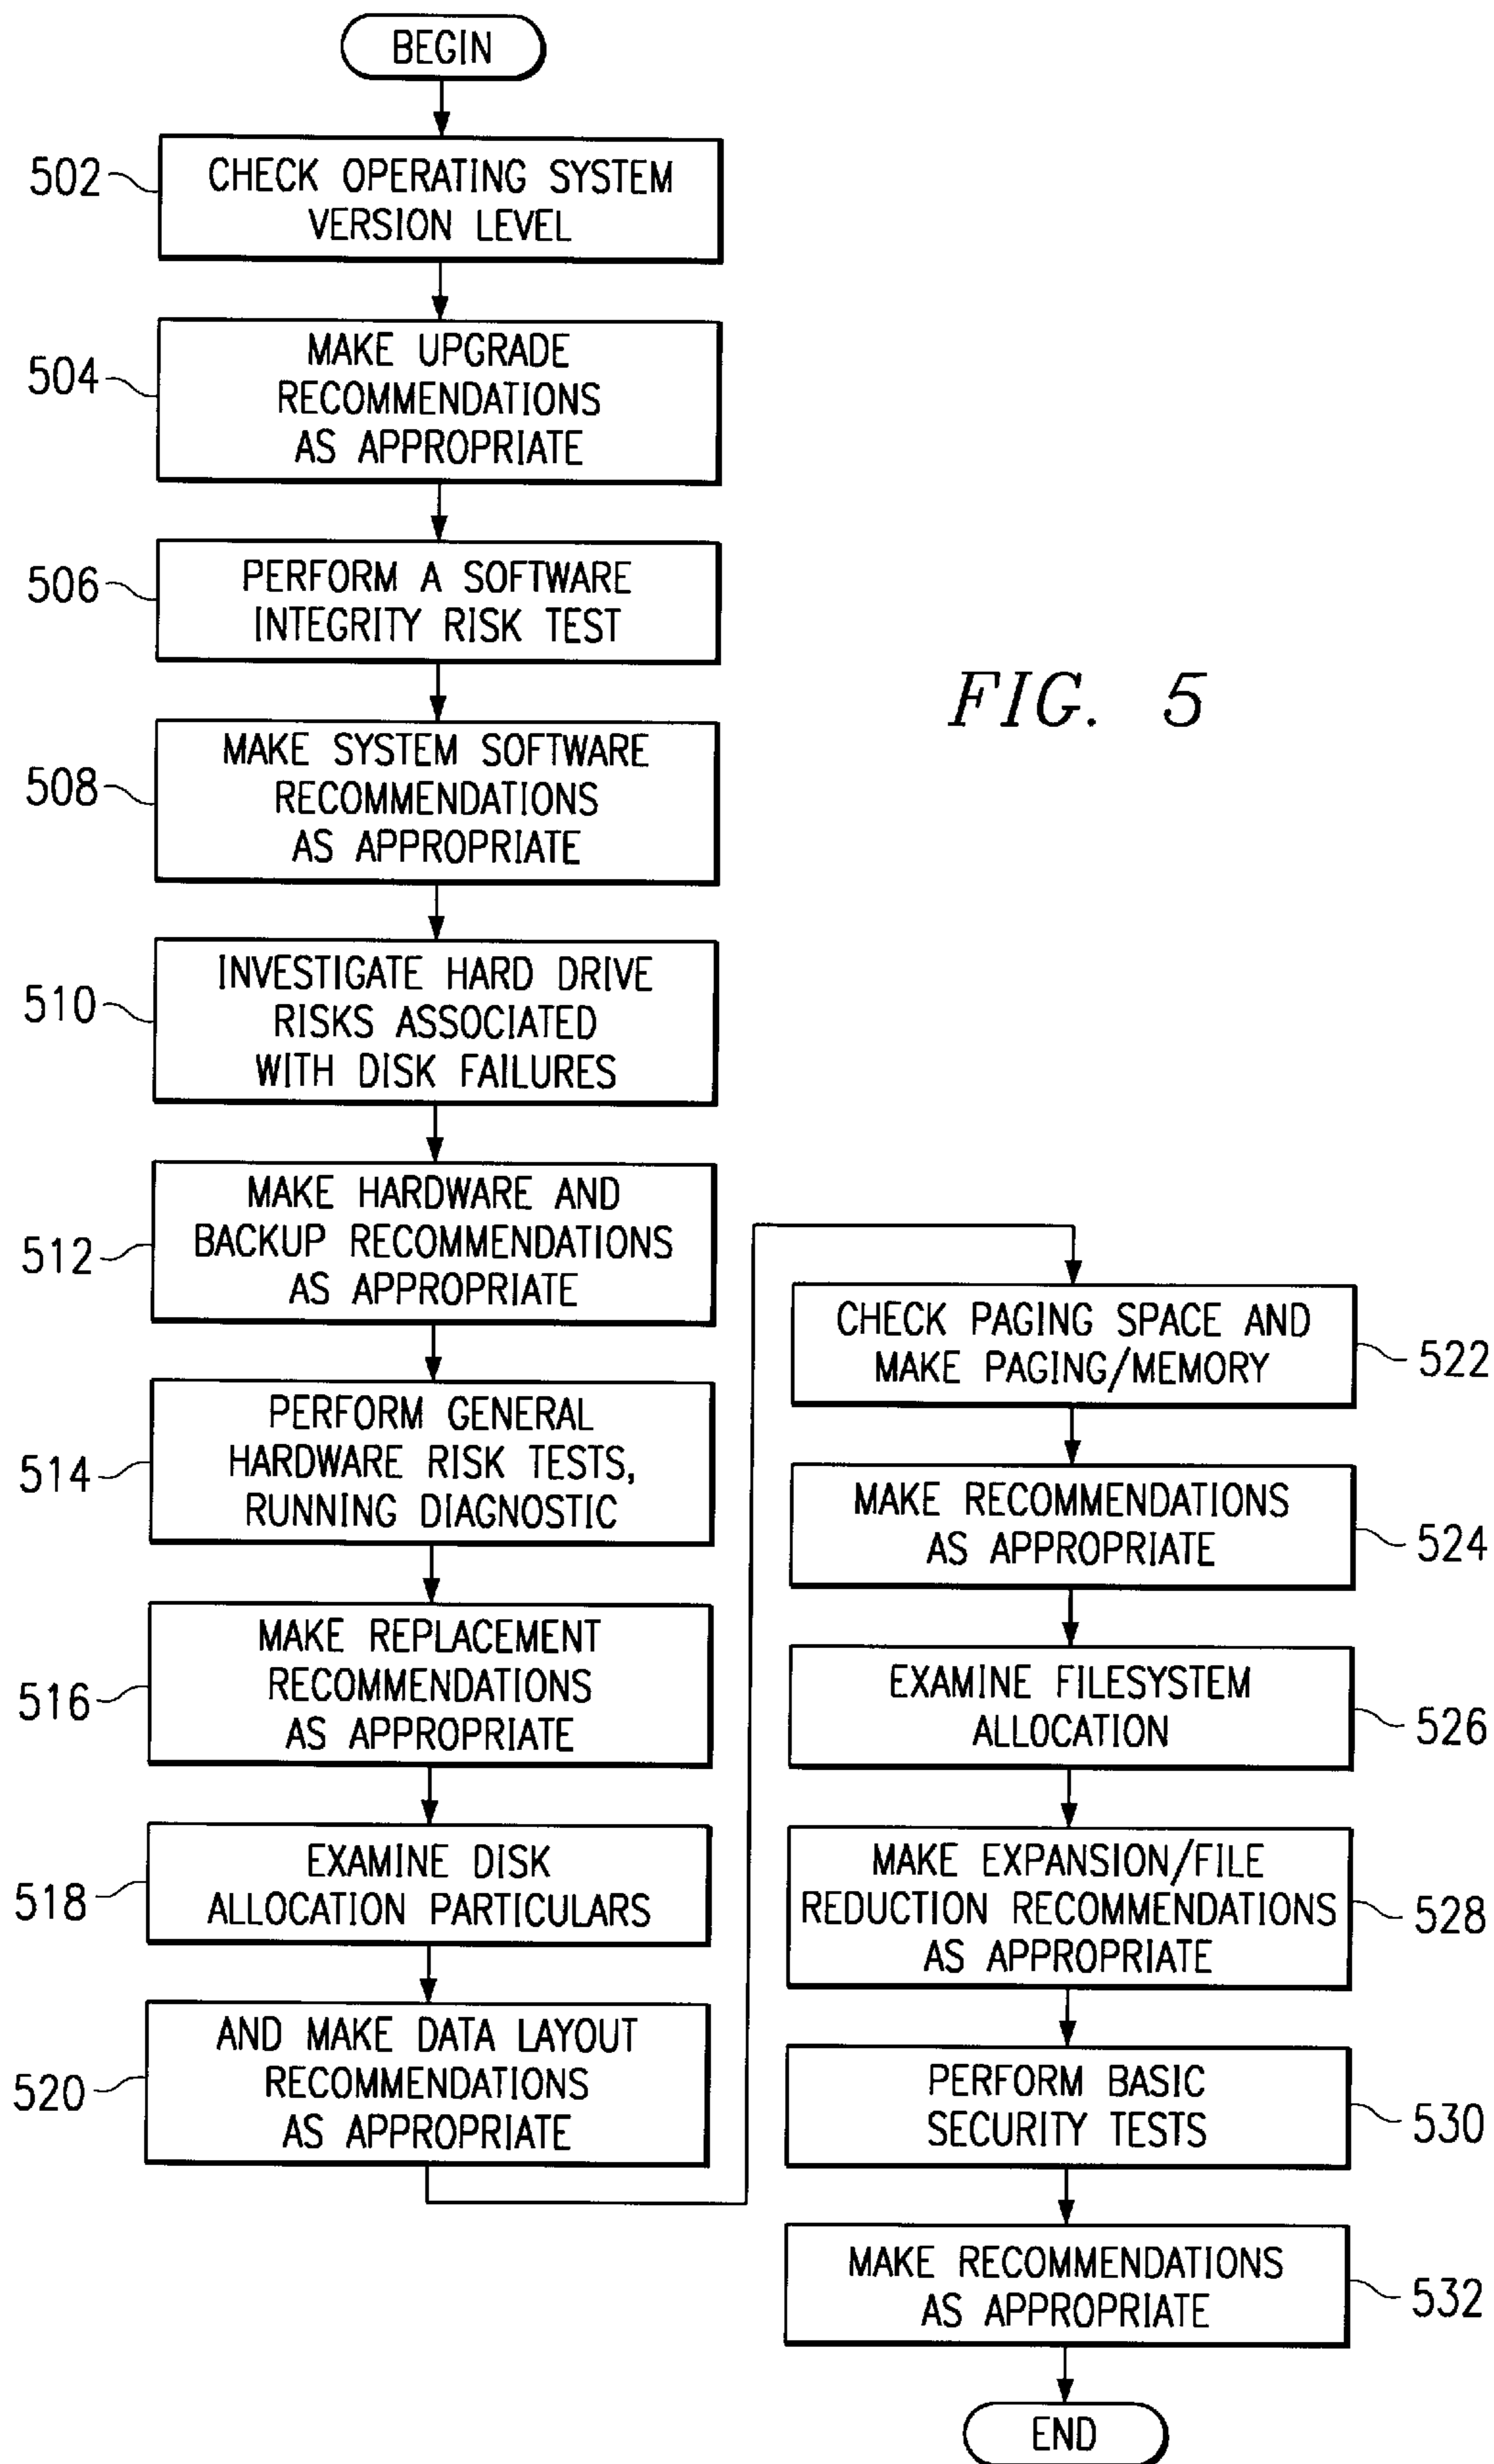 BEGIN
502
CHECK OPERATING SYSTEM
VERSION LEVEL
504
MAKE UPGRADE
RECOMMENDATIONS
AS APPROPRIATE
506
PERFORM A SOFTWARE
INTEGRITY RISK TEST
FIG. 5
508
MAKE SYSTEM SOFTWARE
RECOMMENDATIONS
AS APPROPRIATE
510
INVESTIGATE HARD DRIVE
RISKS ASSOCIATED
WITH DISK FAILURES
512
MAKE HARDWARE AND
BACKUP RECOMMENDATIONS
AS APPROPRIATE
514
PERFORM GENERAL
HARDWARE RISK TESTS,
RUNNING DIAGNOSTIC
516
MAKE REPLACEMENT
RECOMMENDATIONS
AS APPROPRIATE
518
EXAMINE DISK
ALLOCATION PARTICULARS
520
AND MAKE DATA LAYOUT
RECOMMENDATIONS
AS APPROPRIATE
CHECK PAGING SPACE AND
MAKE PAGING/MEMORY
522
MAKE RECOMMENDATIONS
AS APPROPRIATE
524
EXAMINE FILESYSTEM
ALLOCATION
526
MAKE EXPANSION/FILE
REDUCTION RECOMMENDATIONS
AS APPROPRIATE
528
PERFORM BASIC
SECURITY TESTS
530
MAKE RECOMMENDATIONS
AS APPROPRIATE
532
END